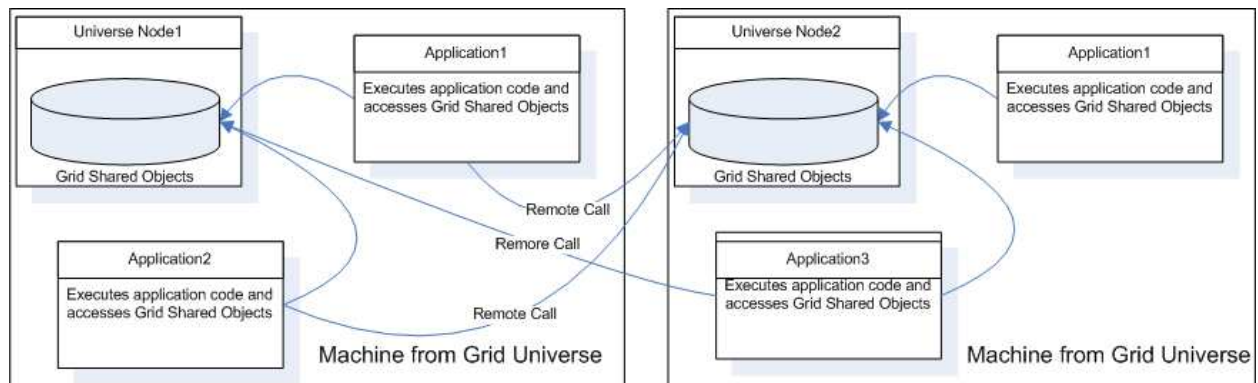 Universe Node1
Grid Shared Objects
Application1
Executes application code and
accesses Grid Shared Objects
Application2
Executes application code and
accesses Grid Shared Objects
Machine from Grid Universe
Remote Call
Remore Call
Remote Call
Universe Node2
Grid Shared Objects
Application1
Executes application code and
accesses Grid Shared Objects
Application3
Executes application code and
accesses Grid Shared Objects
Machine from Grid Universe